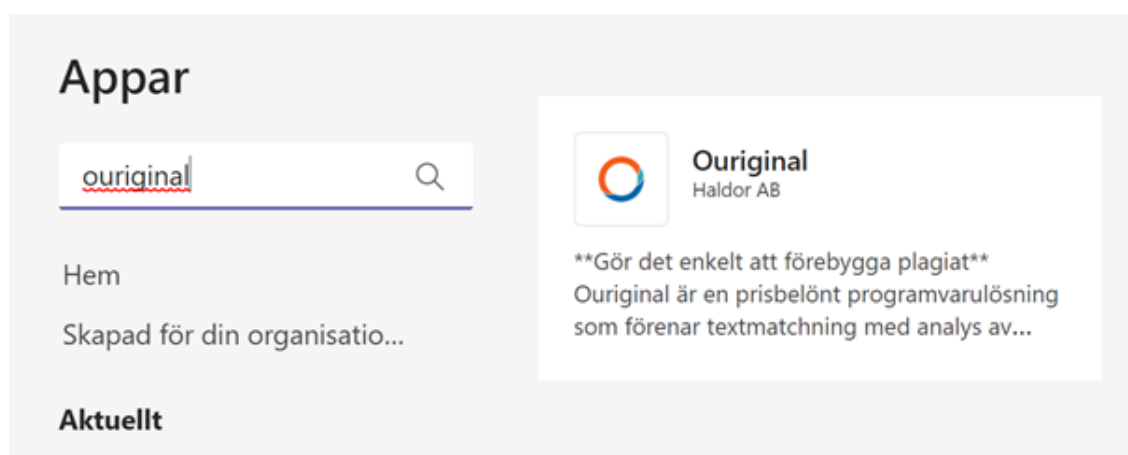 Appar
ouriginal
Hem
Skapad för din organisatio...
Aktuellt
Ouriginal
Haldor AB
**Gör det enkelt att förebygga plagiat**
Ouriginal är en prisbelönt programvarulösning
som förenar textmatchning med analys av...